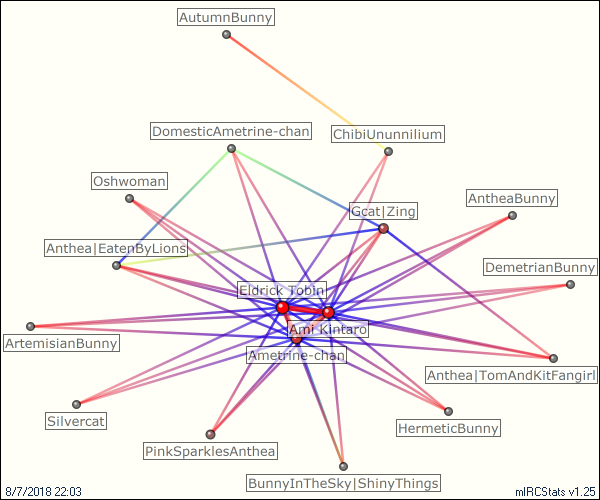 AutumnBunny
DomesticAmetrine-chan
ChibiUnunnilium
Oshwoman
AntheaBunny
Gcat|Zing
Anthea|EatenByLions
DemetrianBunny
Eldrick_Tobin
Ami_Kintaro
ArtemisianBunny
Ametrine-chan
Anthea|TomAndKitFangirl
Silvercat
HermeticBunny
PinkSparklesAnthea
BunnyInTheSky|ShinyThings
8/7/2018 22:03
mIRCStats v1.25